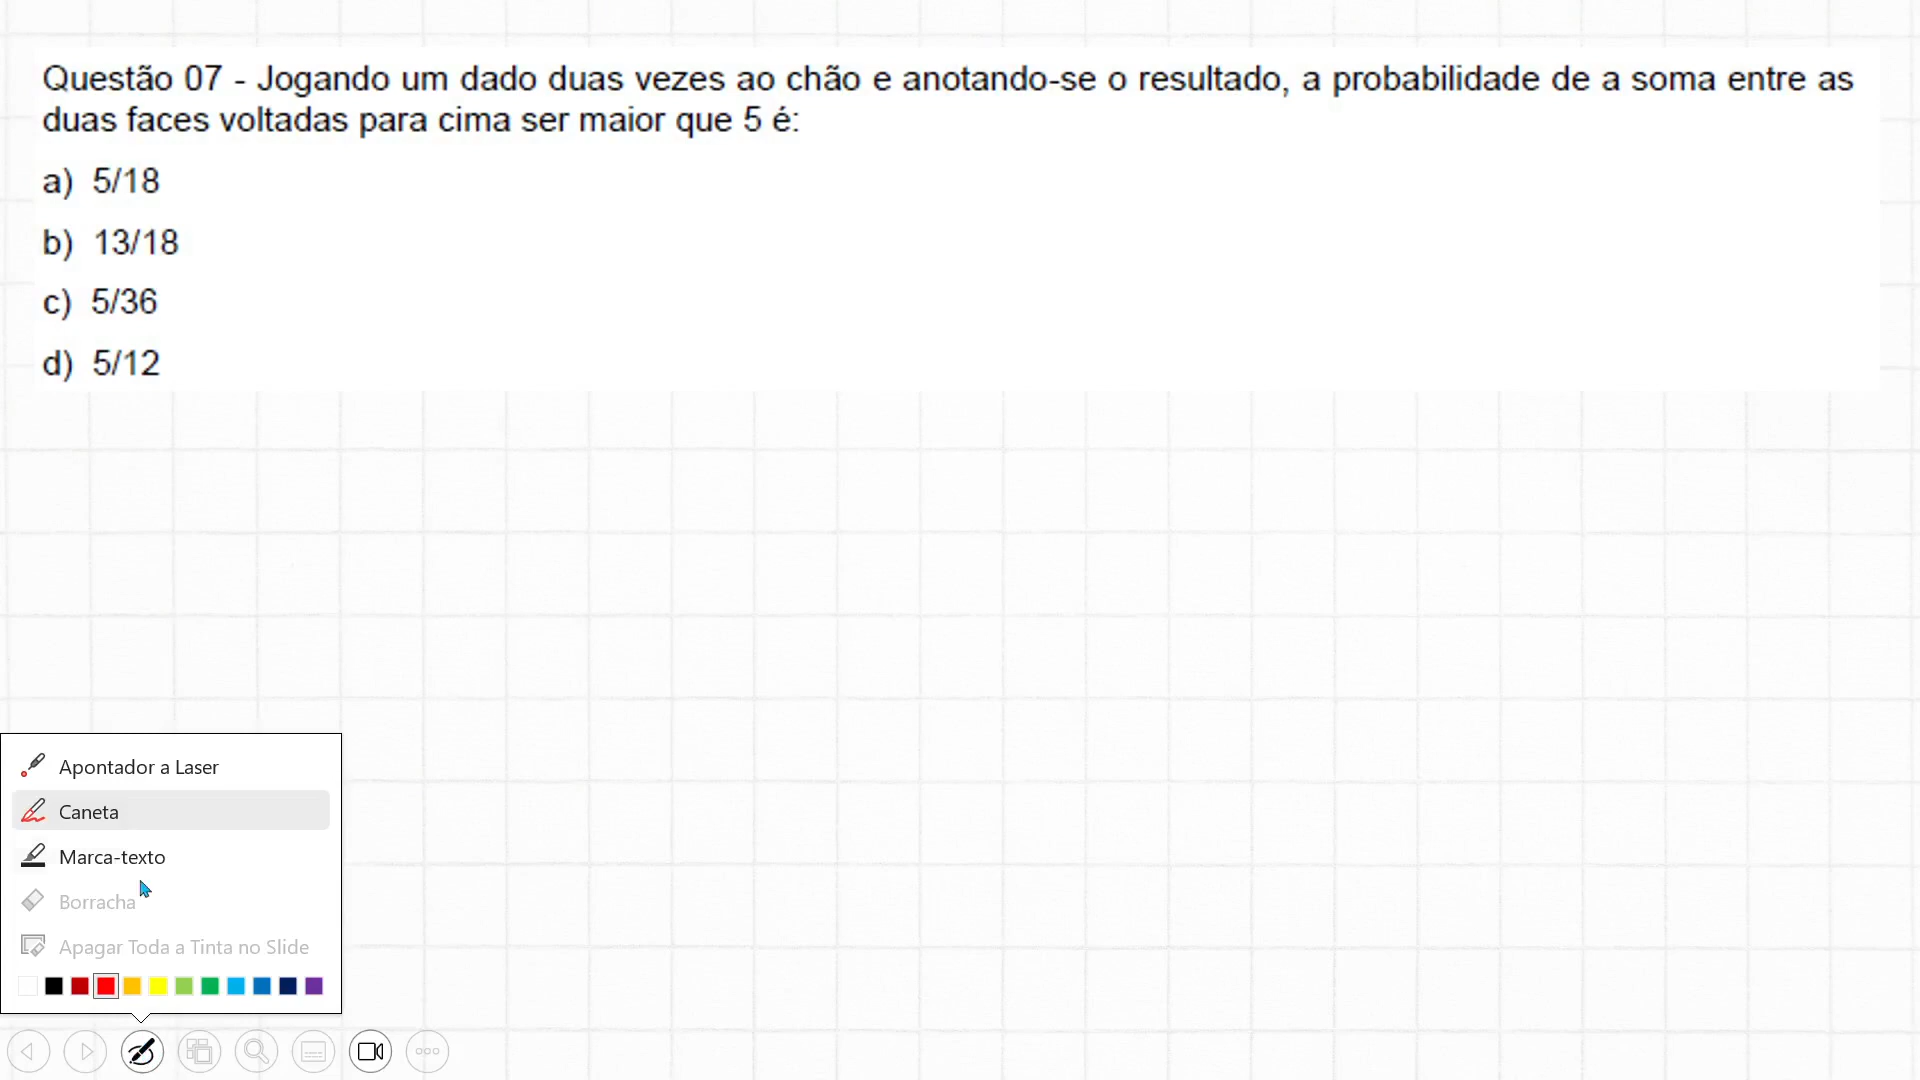 Questão 07 - Jogando um dado duas vezes ao chão e anotando-se o resultado, a probabilidade de a soma entre as
duas faces voltadas para cima ser maior que 5 é:
a) 5/18
b) 13/18
c) 5/36
d) 5/12
Apontador a Laser
Caneta
Marca-texto
Borracha
Apagar Toda a Tinta no Slide